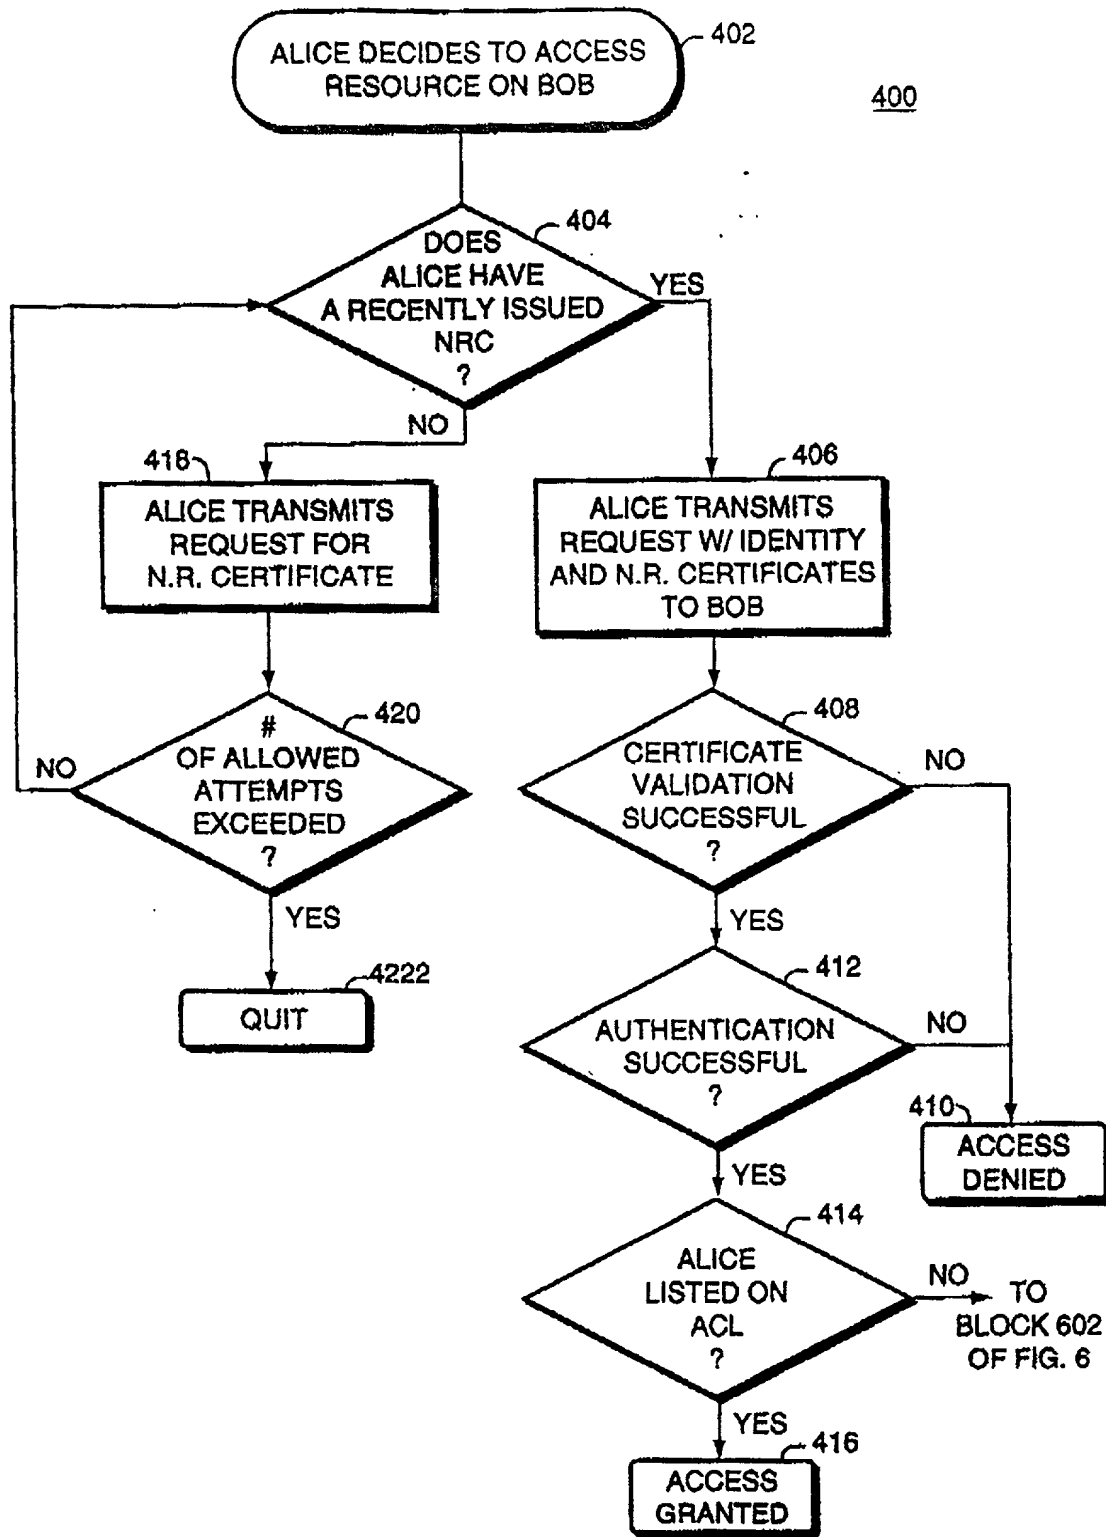 402
ALICE DECIDES TO ACCESS
RESOURCE ON BOB
400
404
DOES
ALICE HAVE
A RECENTLY ISSUED
NRC
?
YES
NO
418
ALICE TRANSMITS
REQUEST FOR
N.R. CERTIFICATE
406
ALICE TRANSMITS
REQUEST W/ IDENTITY
AND N.R. CERTIFICATES
TO BOB
420
#
OF ALLOWED
ATTEMPTS
EXCEEDED
?
NO
YES
4222
QUIT
408
CERTIFICATE
VALIDATION
SUCCESSFUL
?
NO
YES
412
AUTHENTICATION
SUCCESSFUL
?
NO
YES
410
ACCESS
DENIED
414
ALICE
LISTED ON
ACL
?
NO
TO
BLOCK 602
OF FIG. 6
YES
416
ACCESS
GRANTED